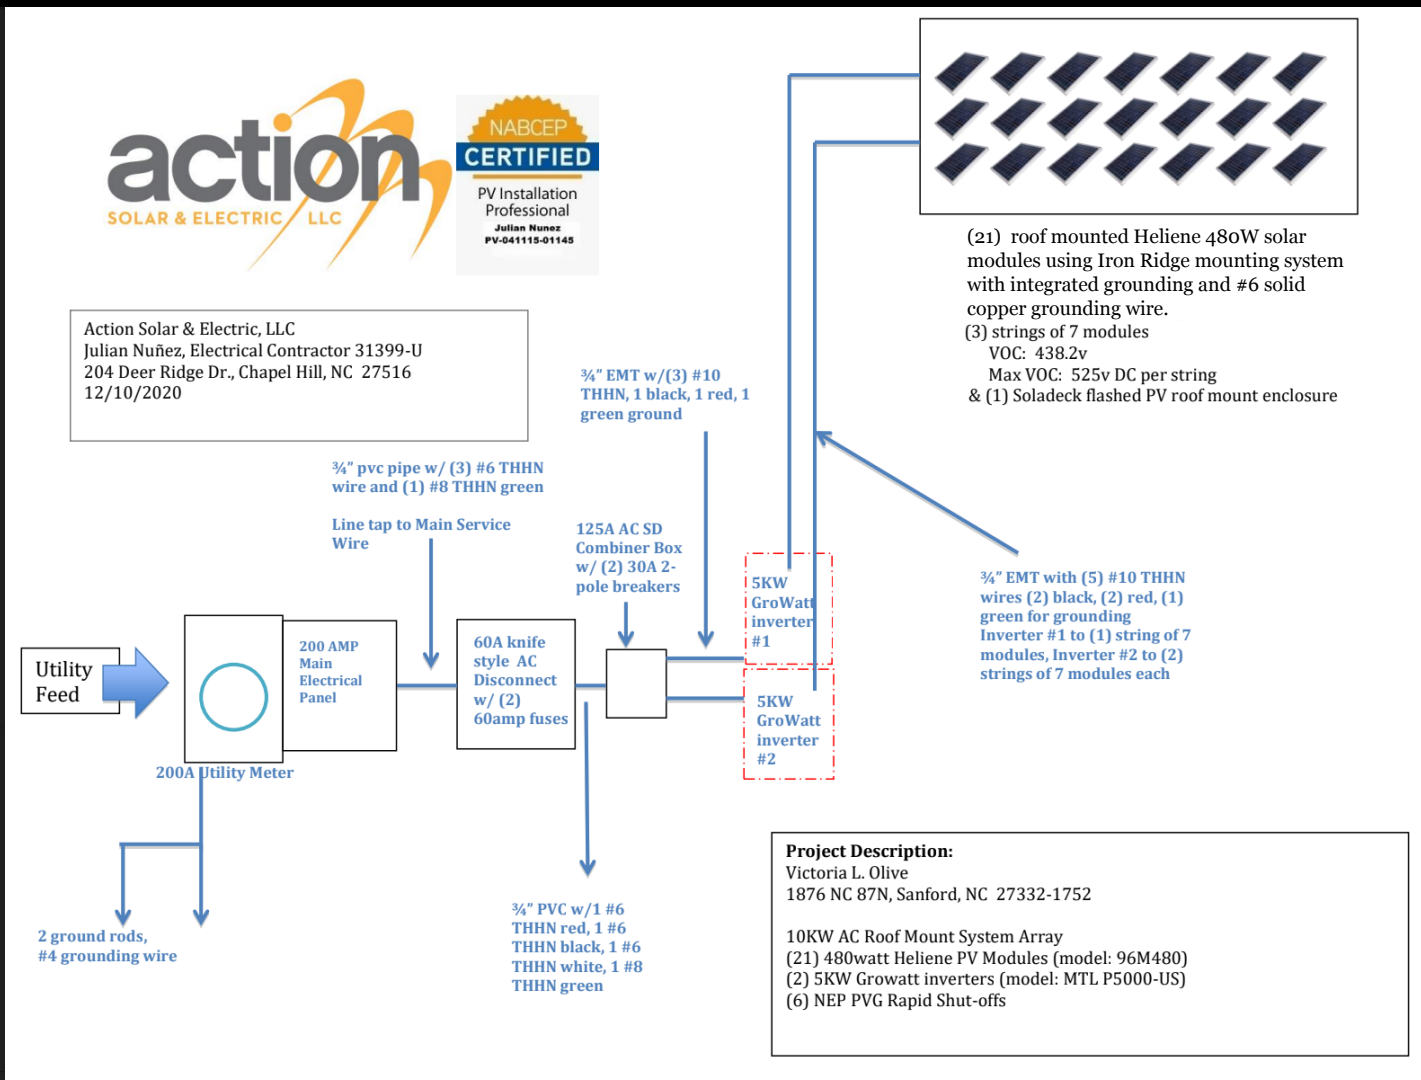 action
SOLAR & ELECTRIC LLC
NABCEP
CERTIFIED
PV Installation
Professional
Julian Nunez
PV-041115-01145
(21) roof mounted Heliene 480W solar
modules using Iron Ridge mounting system
with integrated grounding and #6 solid
copper grounding wire.
(3) strings of 7 modules
VOC: 438.2v
Max VOC: 525v DC per string
& (1) Soladeck flashed PV roof mount enclosure
Action Solar & Electric, LLC
Julian Nuñez, Electrical Contractor 31399-U
204 Deer Ridge Dr., Chapel Hill, NC 27516
12/10/2020
¾” EMT w/(3) #10
THHN, 1 black, 1 red, 1
green ground
¾” pvc pipe w/ (3) #6 THHN
wire and (1) #8 THHN green
Line tap to Main Service
Wire
125A AC SD
Combiner Box
w/ (2) 30A 2-
pole breakers
5KW
GroWatt
inverter
#1
¾” EMT with (5) #10 THHN
wires (2) black, (2) red, (1)
green for grounding
Inverter #1 to (1) string of 7
modules, Inverter #2 to (2)
strings of 7 modules each
Utility
Feed
200 AMP
Main
Electrical
Panel
60A knife
style AC
Disconnect
w/ (2)
60amp fuses
5KW
GroWatt
inverter
#2
200A Utility Meter
2 ground rods,
#4 grounding wire
¾” PVC w/1 #6
THHN red, 1 #6
THHN black, 1 #6
THHN white, 1 #8
THHN green
Project Description:
Victoria L. Olive
1876 NC 87N, Sanford, NC 27332-1752
10KW AC Roof Mount System Array
(21) 480watt Heliene PV Modules (model: 96M480)
(2) 5KW Growatt inverters (model: MTL P5000-US)
(6) NEP PVG Rapid Shut-offs